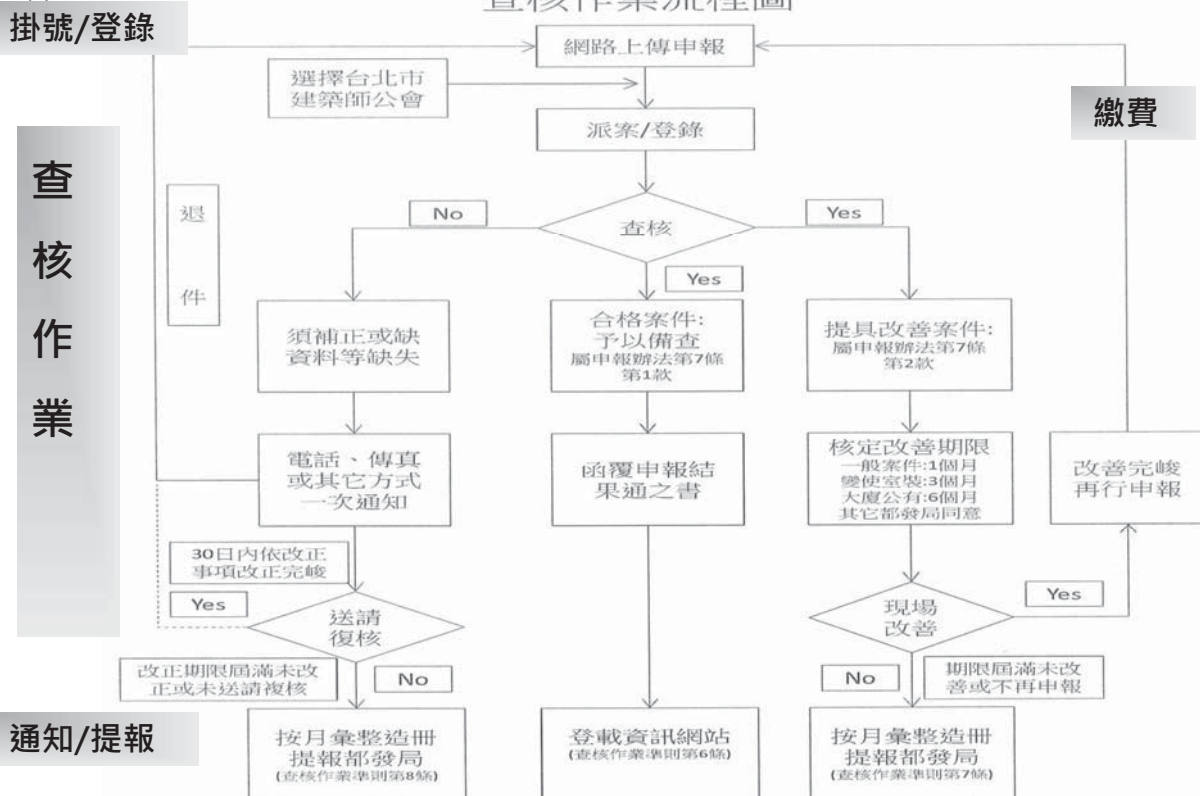 查核作業流程圖
掛號/登錄
網路上傳申報
選擇台北市
建築師公會
繳費
派案/登錄
查
核
作
業
退
件
No
查核
Yes
Yes
須補正或缺
資料等缺失
合格案件:
予以備查
屬申報辦法第7條
第1款
提具改善案件:
屬申報辦法第7條
第2款
電話、傳真
或其它方式
一次通知
函覆申報結
果通之書
核定改善期限
一般案件:1個月
變使室裝:3個月
大廈公有:6個月
其它都發局同意
改善完峻
再行申報
30日內依改正
事項改正完峻
Yes
送請
復核
現場
改善
Yes
改正期限屆滿未改
正或未送請複核
No
No
期限屆滿未改
善或不再申報
通知/提報
按月彙整造冊
提報都發局
(查核作業準則第8條)
登載資訊網站
(查核作業準則第6條)
按月彙整造冊
提報都發局
(查核作業準則第7條)